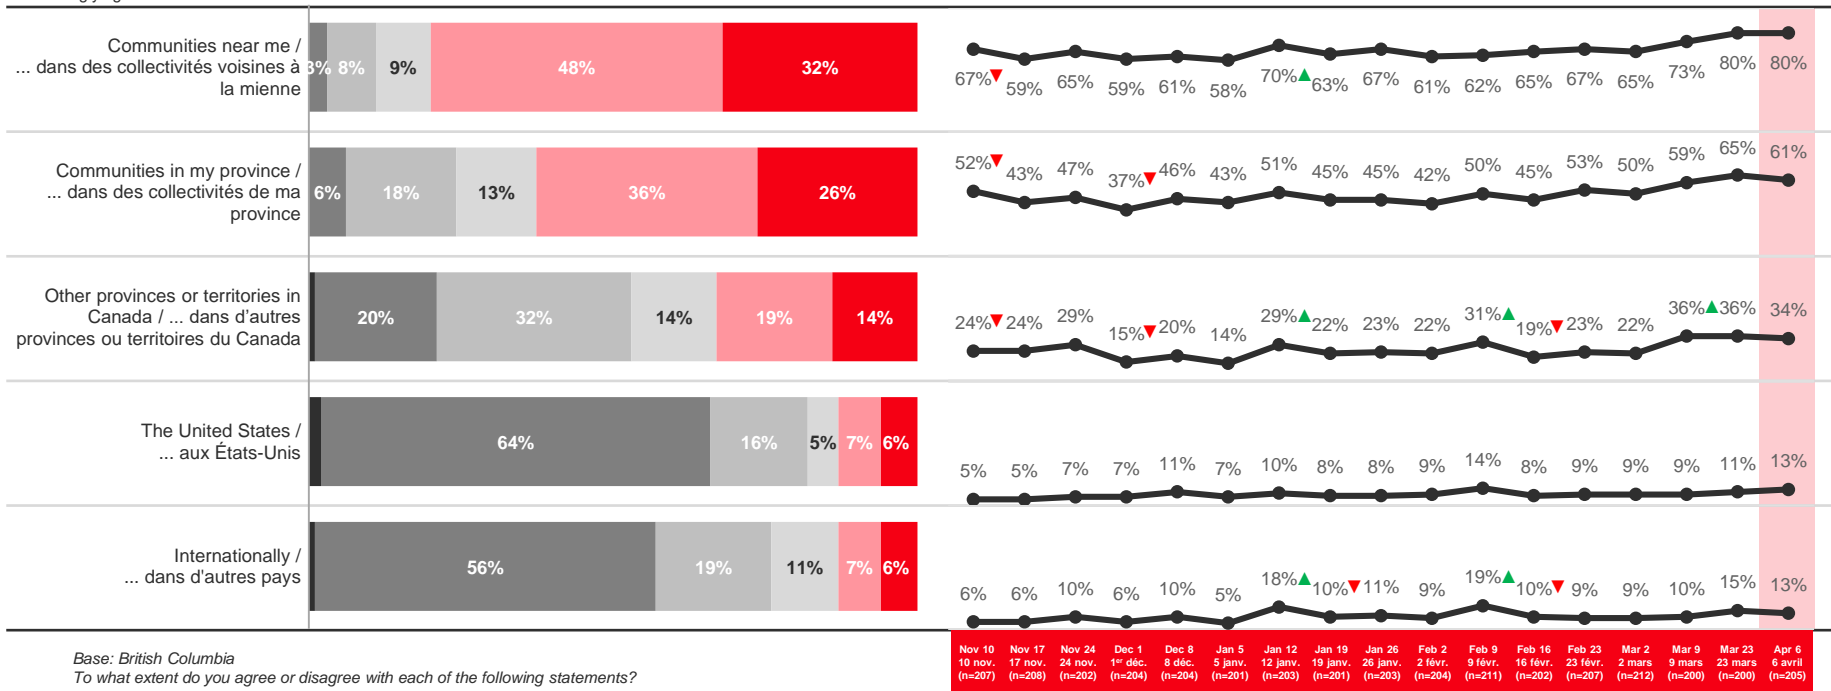 Communities near me /
... dans des collectivités voisines à
la mienne
3% 8% 9% 48% 32%
67% 59% 65% 59% 61% 58% 70% 63% 67% 61% 62% 65% 67% 65% 73% 80% 80%
Communities in my province /
... dans des collectivités de ma
province
6% 18% 13% 36% 26%
52% 43% 47% 37% 46% 43% 51% 45% 45% 42% 50% 45% 53% 50% 59% 65% 61%
Other provinces or territories in
Canada / ... dans d'autres
provinces ou territoires du Canada
20% 32% 14% 19% 14%
24% 24% 29% 15% 20% 14% 29% 22% 23% 22% 31% 19% 23% 22% 36% 36% 34%
The United States /
... aux États-Unis
64% 16% 5% 7% 6%
5% 5% 7% 7% 11% 7% 10% 8% 8% 9% 14% 8% 9% 9% 9% 11% 13%
Internationally /
... dans d'autres pays
56% 19% 11% 7% 6%
6% 6% 10% 6% 10% 5% 18% 10% 11% 9% 19% 10% 9% 9% 10% 15% 13%
Nov 10 Nov 17 Nov 24 Dec 1 Dec 8 Jan 5 Jan 12 Jan 19 Jan 26 Feb 2 Feb 9 Feb 16 Feb 23 Mar 2 Mar 9 Mar 23 Apr 6
10 nov. 17 nov. 24 nov. 1er déc. 8 déc. 5 janv. 12 janv. 19 janv. 26 janv. 2 févr. 9 févr. 16 févr. 23 févr. 2 mars 9 mars 23 mars 6 avril
(n=207) (n=208) (n=202) (n=204) (n=204) (n=201) (n=203) (n=201) (n=203) (n=204) (n=211) (n=202) (n=207) (n=212) (n=200) (n=200) (n=205)
Base: British Columbia
To what extent do you agree or disagree with each of the following statements?